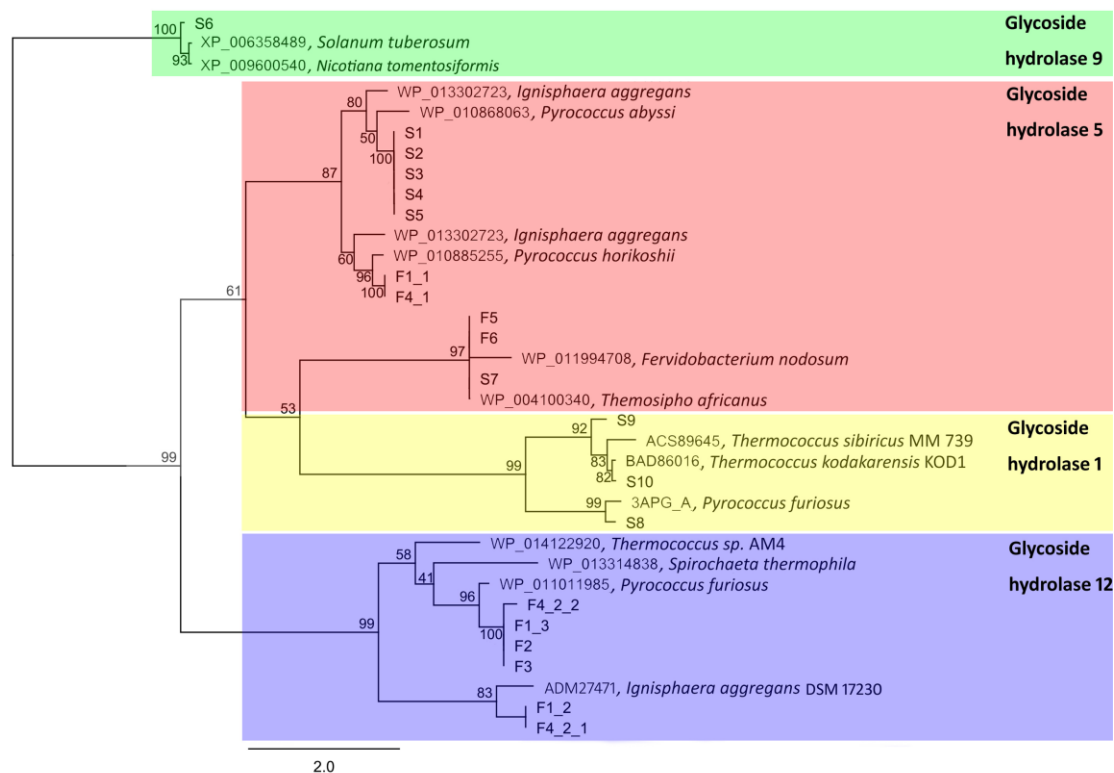 100
S6
Glycoside
XP_006358489, Solanum tuberosum
93
hydrolase 9
XP_009600540, Nicotiana tomentosiformis
WP_013302723, Ignisphaera aggregans
Glycoside
80
WP_010868063, Pyrococcus abyssi
hydrolase 5
50
S1
100
S2
S3
87
S4
S5
WP_013302723, Ignisphaera aggregans
60
WP_010885255, Pyrococcus horikoshii
96
F1_1
100
F4_1
61
F5
F6
97
WP_011994708, Fervidobacterium nodosum
S7
WP_004100340, Themosipho africanus
53
92
S9
Glycoside
ACS89645, Thermococcus sibiricus MM 739
83
BAD86016, Thermococcus kodakarensis KOD1
hydrolase 1
99
82
S10
99
3APG_A, Pyrococcus furiosus
S8
99
WP_014122920, Thermococcus sp. AM4
Glycoside
58
WP_013314838, Spirochaeta thermophila
41
WP_011011985, Pyrococcus furiosus
hydrolase 12
96
F4_2_2
F1_3
100
F2
99
F3
ADM27471, Ignisphaera aggregans DSM 17230
83
F1_2
F4_2_1
2.0